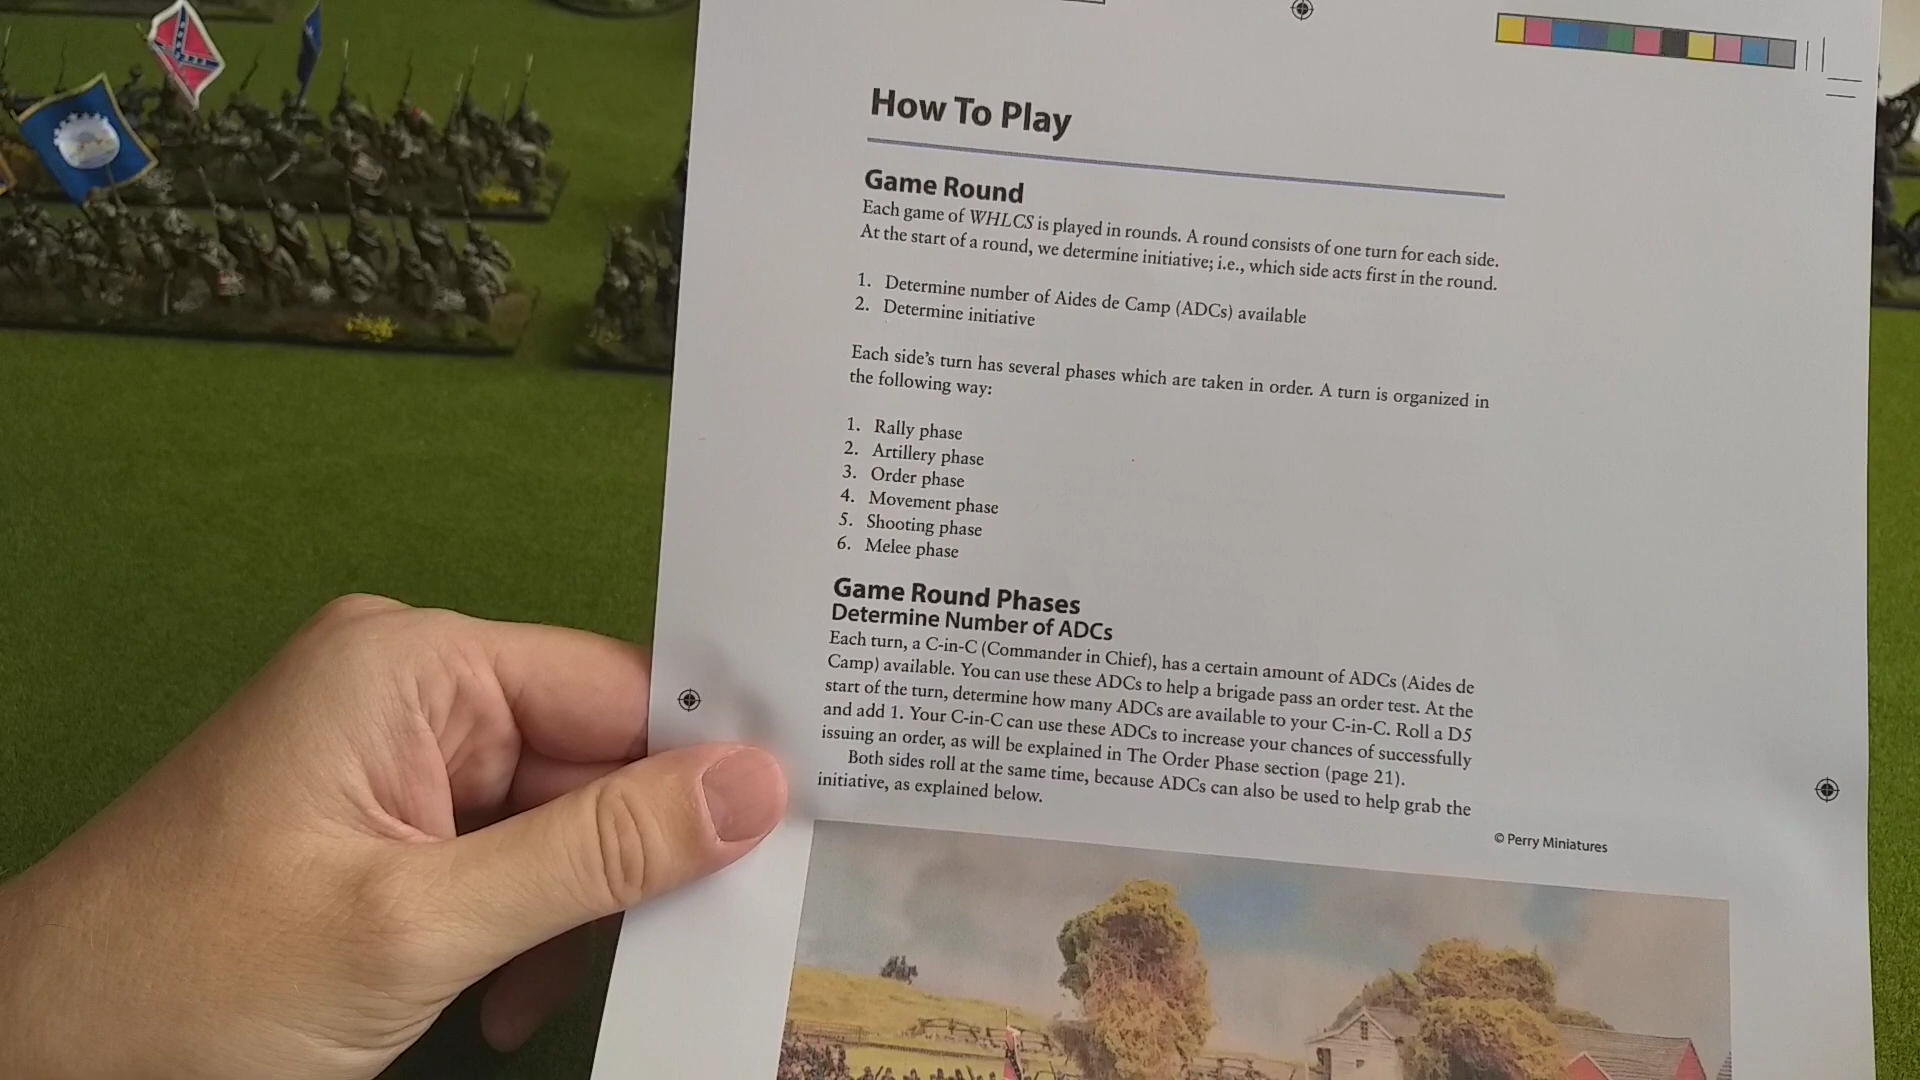 How To Play
Game Round
Each game of WHLCS is played in rounds. A round consists of one turn for each side.
At the start of a round, we determine initiative; i.e., which side acts first in the round.
1. Determine number of Aides de Camp (ADCs) available
2. Determine initiative
Each side's turn has several phases which are taken in order. A turn is organized in
the following way:
1. Rally phase
2. Artillery phase
3. Order phase
4. Movement phase
5. Shooting phase
6. Melee phase
Game Round Phases
Determine Number of ADCs
Each turn, a C-in-C (Commander in Chief), has a certain amount of ADCs (Aides de
Camp) available. You can use these ADCs to help a brigade pass an order test. At the
start of the turn, determine how many ADCs are available to your C-in-C. Roll a D5
and add 1. Your C-in-C can use these ADCs to increase your chances of successfully
issuing an order, as will be explained in The Order Phase section (page 21).
Both sides roll at the same time, because ADCs can also be used to help grab the
initiative, as explained below.
© Perry Miniatures